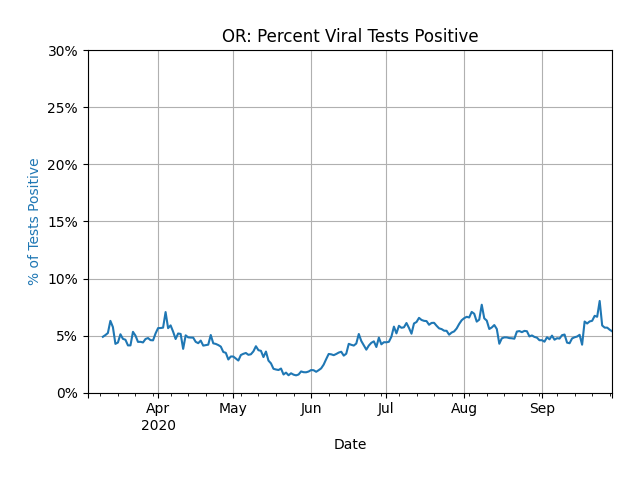 OR: Percent Viral Tests Positive
30%
25%
20%
15%
10%
5%
0%
% of Tests Positive
Apr
2020
May
Jun
Jul
Aug
Sep
Date